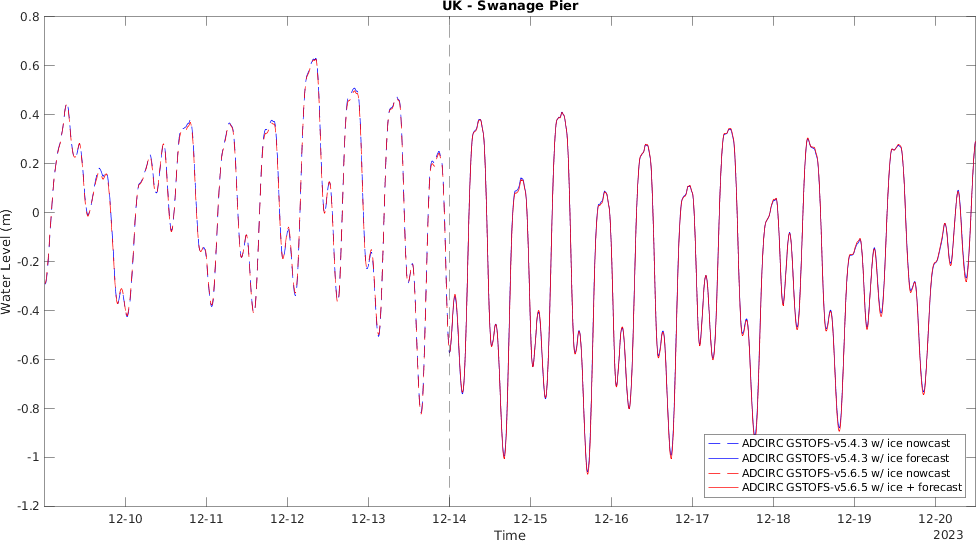 UK - Swanage Pier
0.8
0.6
0.4
0.2
0
-0.2
-0.4
-0.6
-0.8
-1
-1.2
Water Level (m)
ADCIRC GSTOFS-v5.4.3 w/ ice nowcast
ADCIRC GSTOFS-v5.4.3 w/ ice forecast
ADCIRC GSTOFS-v5.6.5 w/ ice nowcast
ADCIRC GSTOFS-v5.6.5 w/ ice + forecast
12-10 12-11 12-12 12-13 12-14 12-15 12-16 12-17 12-18 12-19 12-20
Time
2023